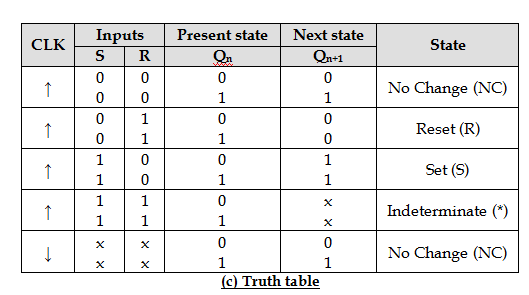 CLK Inputs Present state Next state State
S R Qn Qn+1
↑ 0 0 0 0 No Change (NC)
0 0 1 1
↑ 0 1 0 0 Reset (R)
0 1 1 0
↑ 1 0 0 1 Set (S)
1 0 1 1
↑ 1 1 0 x Indeterminate (*)
1 1 1 x
↓ x x 0 0 No Change (NC)
x x 1 1
(c) Truth table